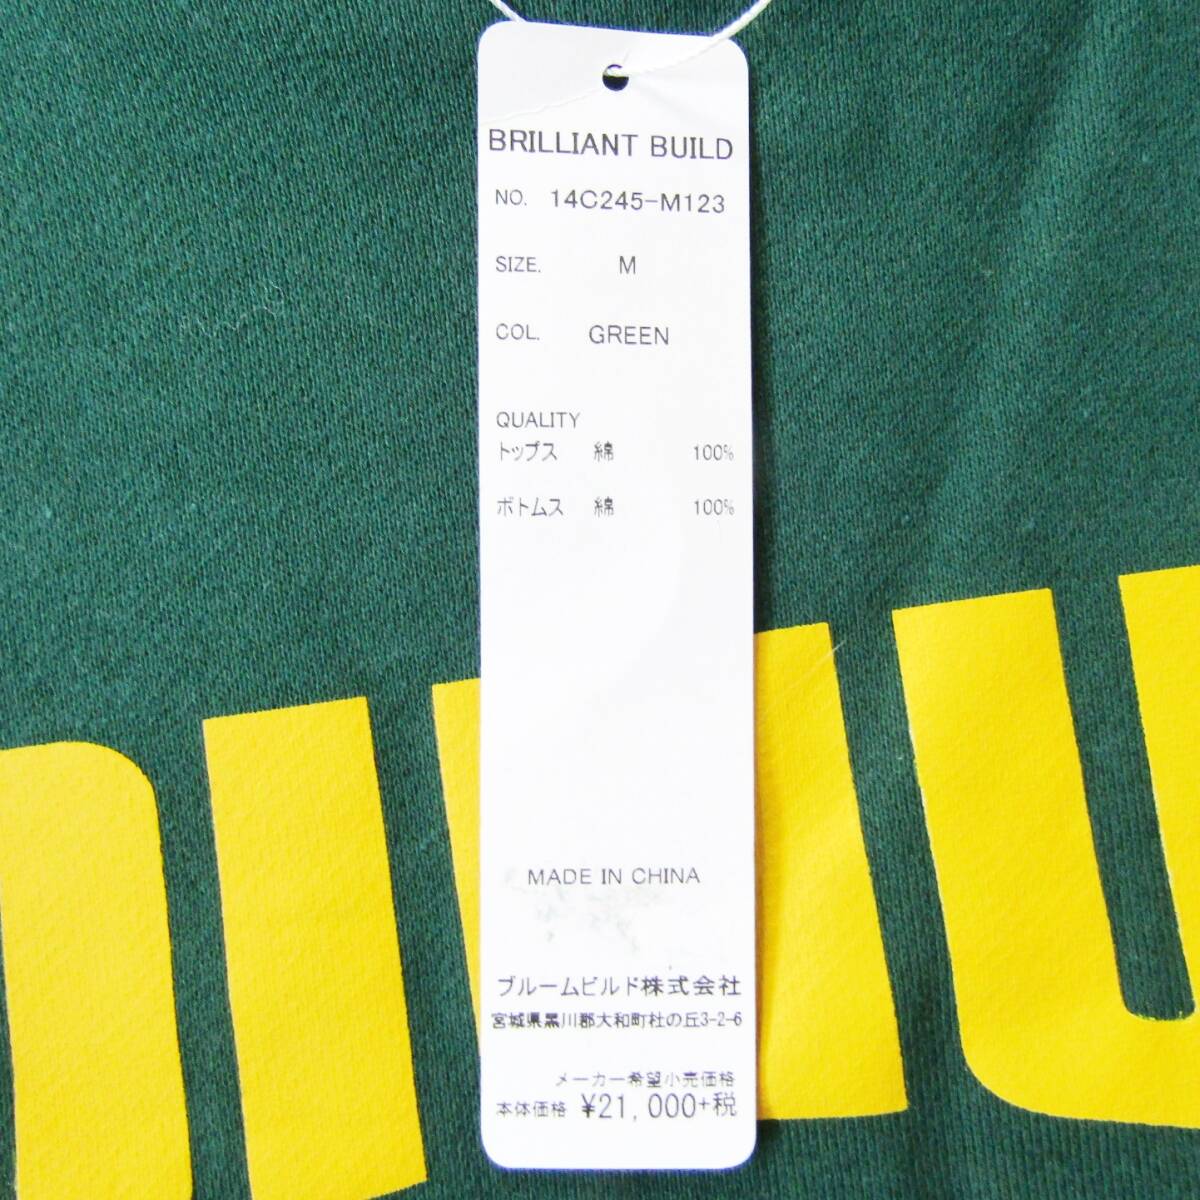 BRILLIANT BUILD
NO. 14C245-M123
SIZE. M
COL. GREEN
QUALITY
トップス 綿 100%
ボトムス 綿 100%
MADE IN CHINA
ブルームビルド株式会社
宮城県黒川郡大和町杜の丘3-2-6
メーカー希望小売価格
本体価格 ¥21,000+税